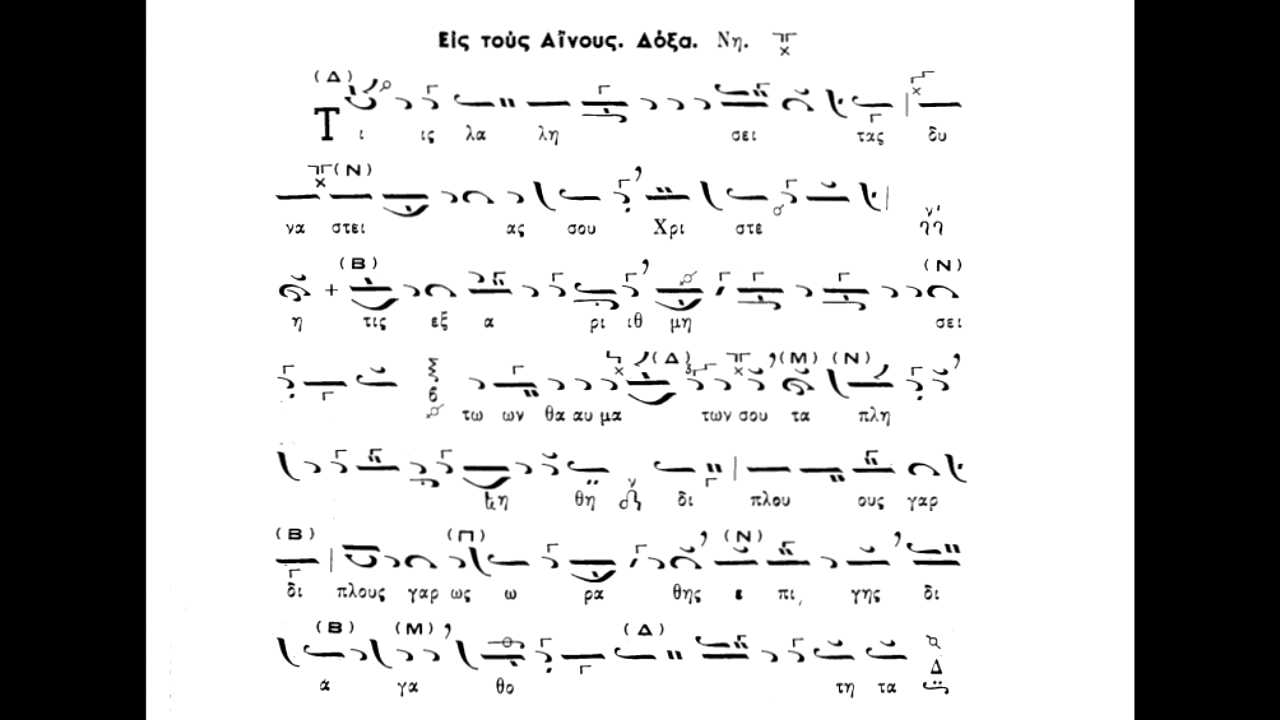 Εἰς τοὺς Αἴνους. Δόξα. Νη.
(Δ)
Τ ι ις λα λη σει τας δυ
(Ν)
να στει ας σου Χρι στε
(Β) (Ν)
η τις εξ α ρι ιθ μη σει
(Δ) (Μ) (Ν)
τω ων θα αυ μα των σου τα πλη
θη δι πλου ους γαρ
(Β) (Π) (Ν)
δι πλους γαρ ως ω ρα θης ε πι, γης δι
(Β) (Μ) (Δ)
α γα θο τη τα
Δ